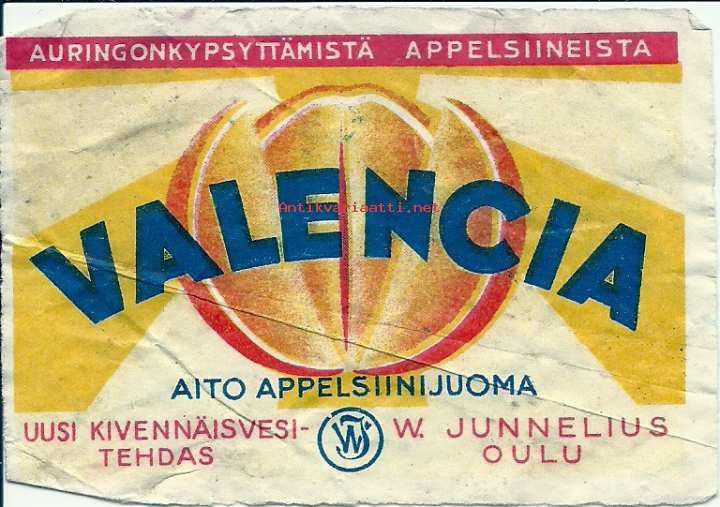 AURINGONKYPSYTTÄMISTÄ APPELSIINEISTA
VALENCIA
Antikvariaatti.net
AITO APPELSIINIJUOMA
UUSI KIVENNÄISVESI-
TEHDAS
W. JUNNELIUS
OULU